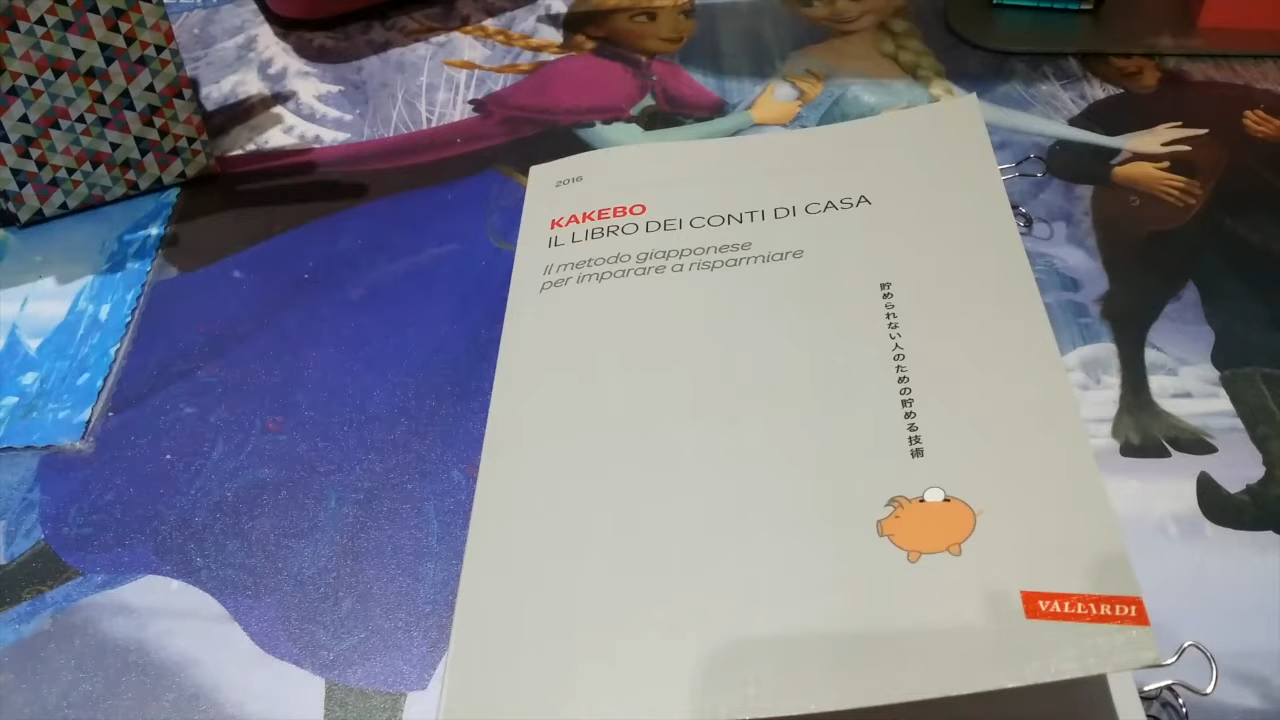 2016
KAKEBO
IL LIBRO DEI CONTI DI CASA
Il metodo giapponese
per imparare a risparmiare
貯められない人のための貯める技術
VALLARDI